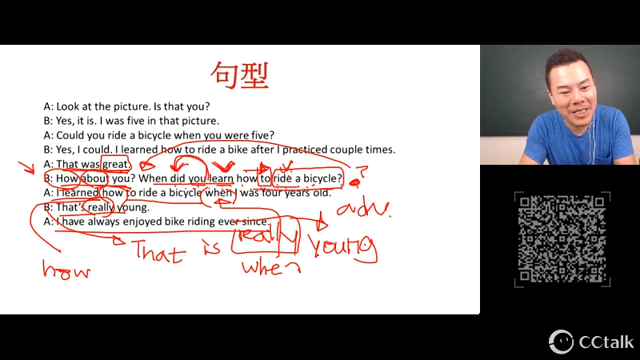 句型
A: Look at the picture. Is that you?
B: Yes, it is. I was five in that picture.
A: Could you ride a bicycle when you were five?
B: Yes, I could. I learned how to ride a bike after I practiced couple times.
A: That was great.
B: How about you? When did you learn how to ride a bicycle?
A: I learned how to ride a bicycle when I was four years old.
B: That's really young.
A: I have always enjoyed bike riding ever since.
?
adv.
That is really young
how
when
CCtalk